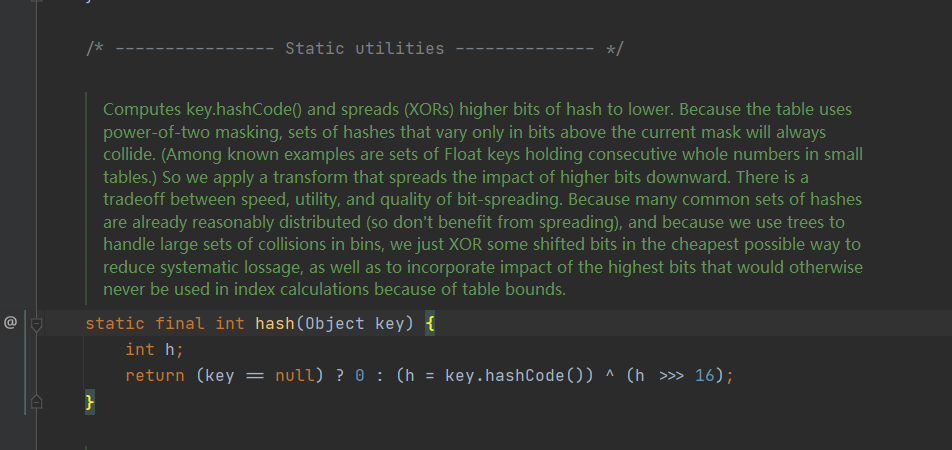 /* ---------------- Static utilities -------------- */
Computes key.hashCode() and spreads (XORs) higher bits of hash to lower. Because the table uses
power-of-two masking, sets of hashes that vary only in bits above the current mask will always
collide. (Among known examples are sets of Float keys holding consecutive whole numbers in small
tables.) So we apply a transform that spreads the impact of higher bits downward. There is a
tradeoff between speed, utility, and quality of bit-spreading. Because many common sets of hashes
are already reasonably distributed (so don't benefit from spreading), and because we use trees to
handle large sets of collisions in bins, we just XOR some shifted bits in the cheapest possible way to
reduce systematic lossage, as well as to incorporate impact of the highest bits that would otherwise
never be used in index calculations because of table bounds.
@ static final int hash(Object key) {
int h;
return (key == null) ? 0 : (h = key.hashCode()) ^ (h >>> 16);
}